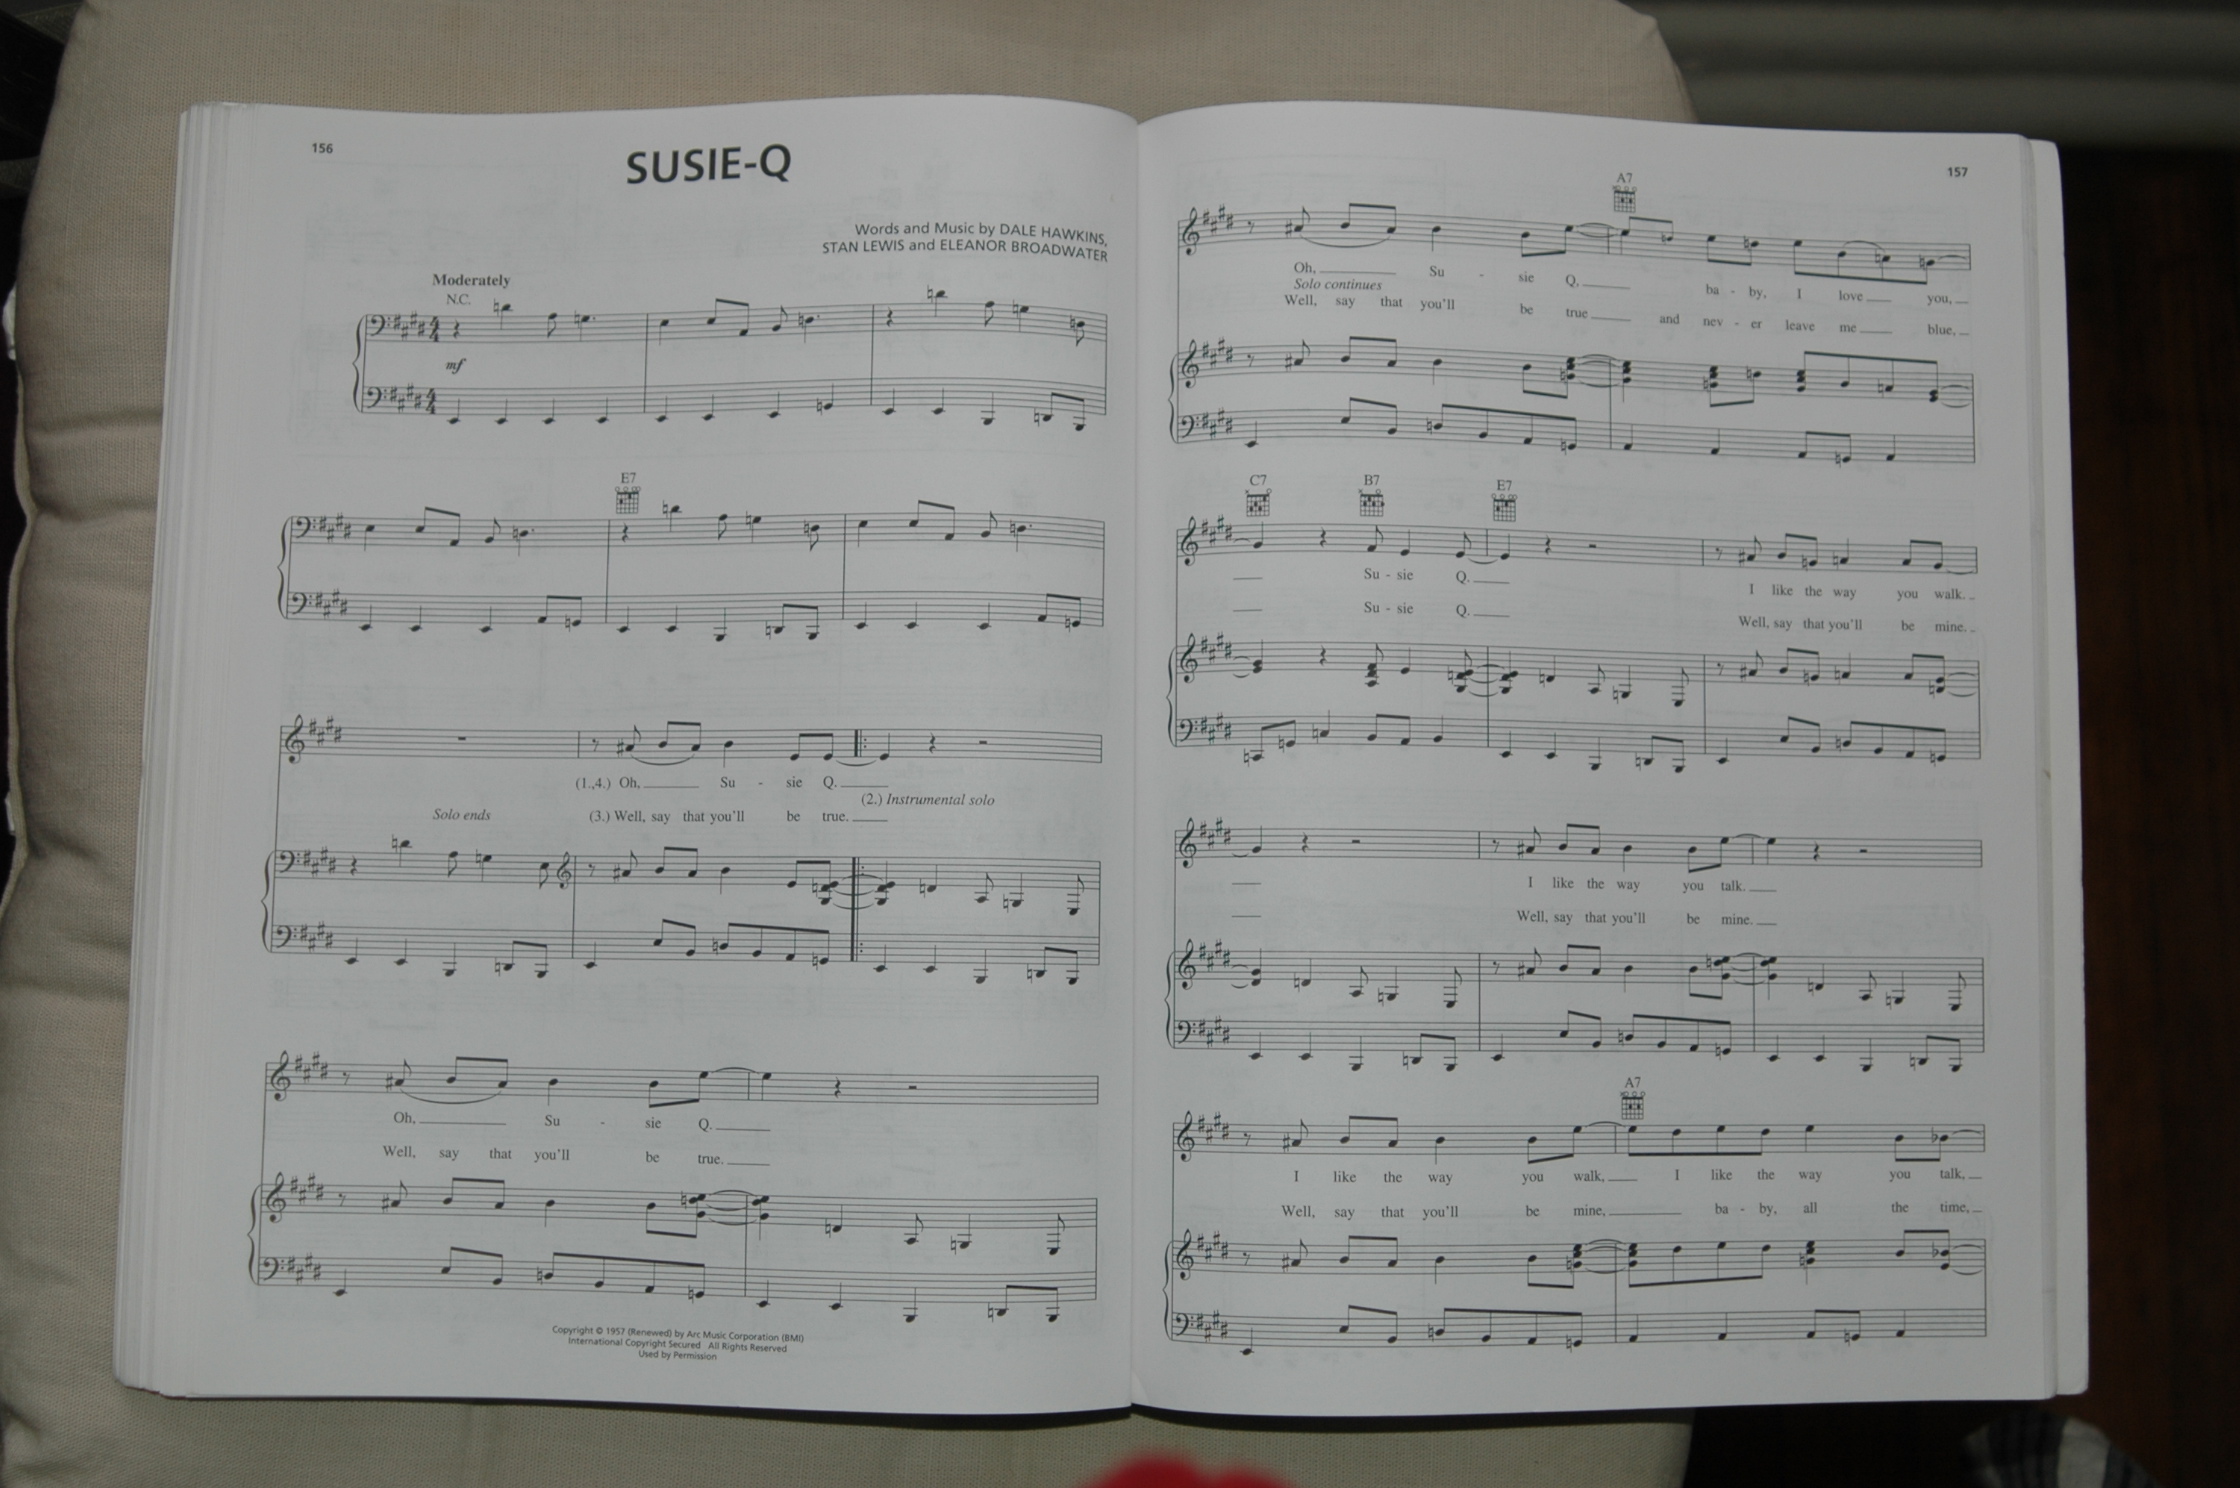 156
SUSIE-Q
Words and Music by DALE HAWKINS,
STAN LEWIS and ELEANOR BROADWATER
Moderately
N.C.
mf
E7
(1.,4.) Oh, Su - sie Q.
(2.) Instrumental solo
Solo ends
(3.) Well, say that you'll be true.
Oh, Su - sie Q.
Well, say that you'll be true.
Copyright © 1957 (Renewed) by Arc Music Corporation (BMI)
International Copyright Secured All Rights Reserved
Used by Permission
157
A7
Oh, Su - sie Q, ba - by, I love you,
Solo continues
Well, say that you'll be true and nev - er leave me blue,
C7 B7 E7
Su - sie Q. I like the way you walk.
Su - sie Q. Well, say that you'll be mine.
I like the way you talk.
Well, say that you'll be mine.
A7
I like the way you walk, I like the way you talk,
Well, say that you'll be mine, ba - by, all the time,